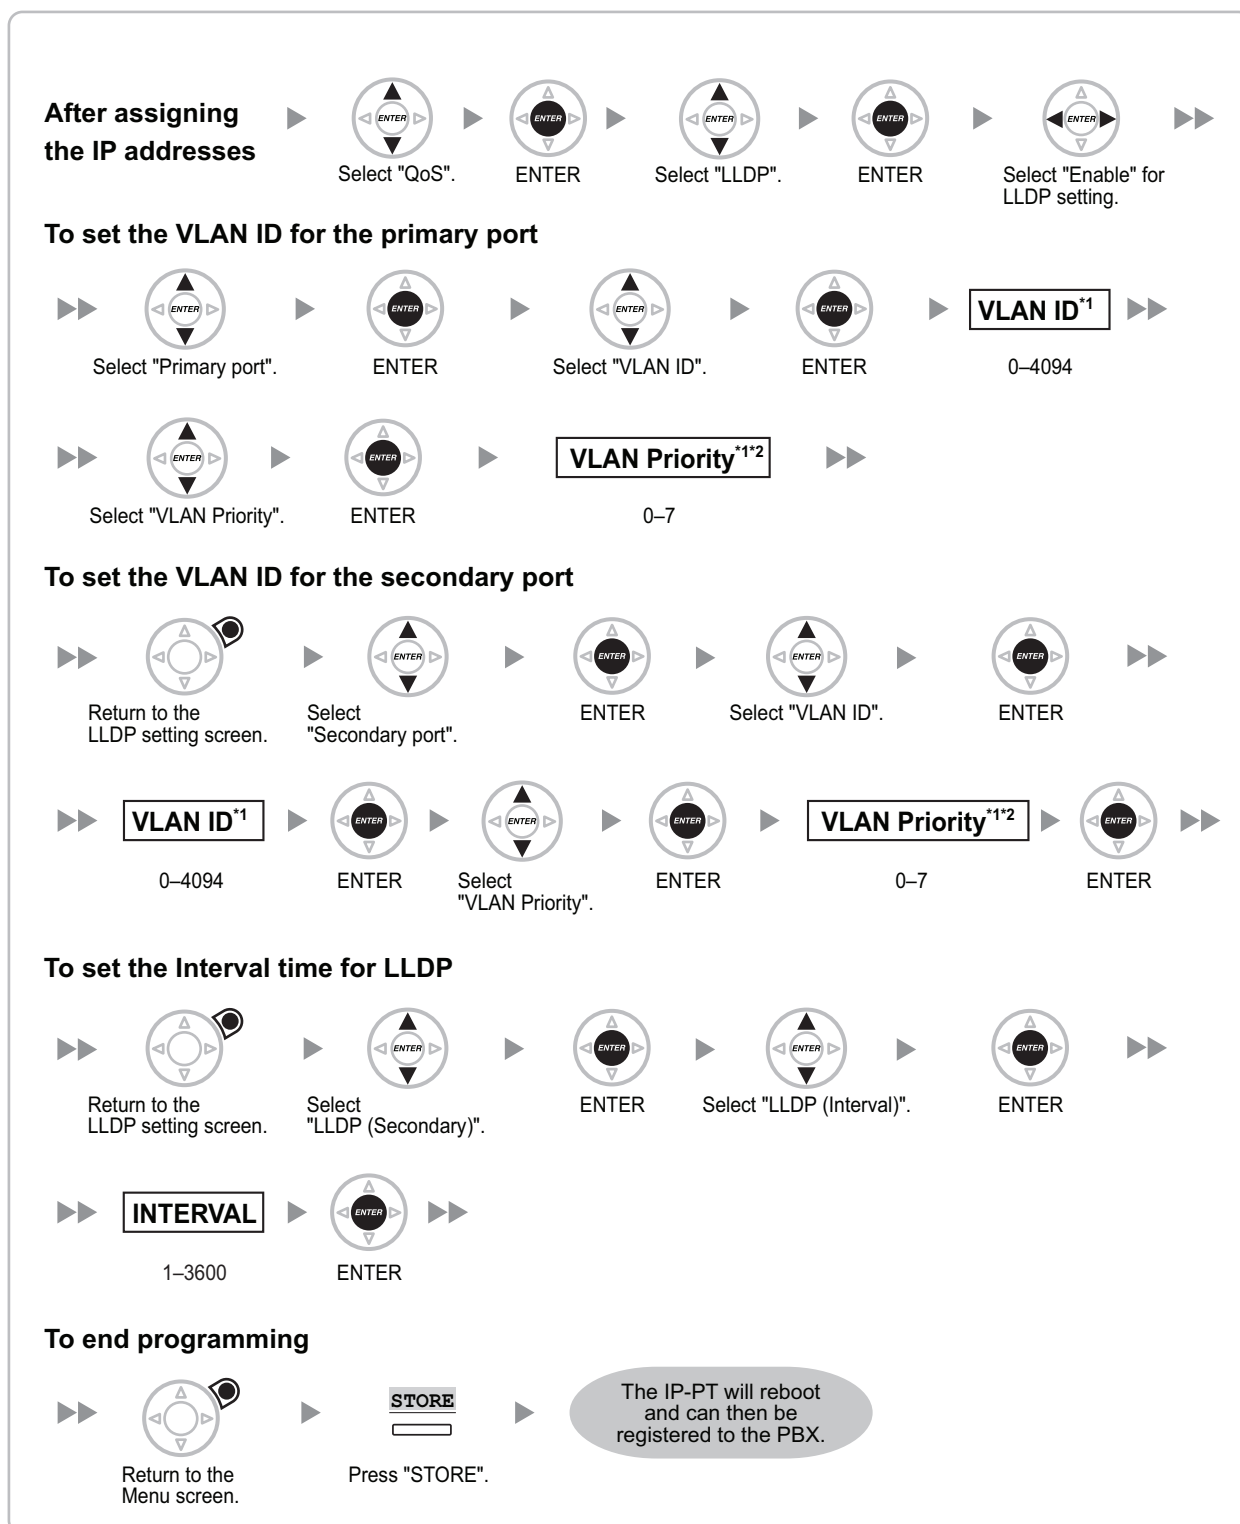 After assigning
the IP addresses
ENTER ENTER ENTER ENTER ENTER
Select "QoS". ENTER Select "LLDP". ENTER Select "Enable" for
LLDP setting.
To set the VLAN ID for the primary port
ENTER ENTER ENTER ENTER VLAN ID*1
Select "Primary port". ENTER Select "VLAN ID". ENTER 0–4094
ENTER ENTER VLAN Priority*1*2
Select "VLAN Priority". ENTER 0–7
To set the VLAN ID for the secondary port
ENTER ENTER ENTER ENTER
Return to the Select ENTER Select "VLAN ID". ENTER
LLDP setting screen. "Secondary port".
VLAN ID*1 ENTER ENTER ENTER VLAN Priority*1*2 ENTER
0–4094 ENTER Select ENTER 0–7 ENTER
"VLAN Priority".
To set the Interval time for LLDP
ENTER ENTER ENTER ENTER
Return to the Select ENTER Select "LLDP (Interval)". ENTER
LLDP setting screen. "LLDP (Secondary)".
INTERVAL ENTER
1–3600 ENTER
To end programming
STORE
The IP-PT will reboot
and can then be
registered to the PBX.
Return to the Press "STORE".
Menu screen.